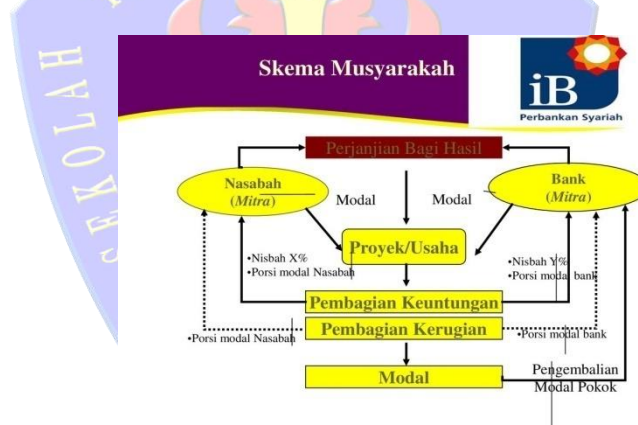 SEKOLAH
Skema Musyarakah
iB
Perbankan Syariah
Perjanjian Bagi Hasil
Nasabah
(Mitra)
Modal
Modal
Bank
(Mitra)
Proyek/Usaha
•Nisbah X%
•Porsi modal Nasabah
•Nisbah Y%
•Porsi modal bank
Pembagian Keuntungan
Pembagian Kerugian
•Porsi modal Nasabah
•Porsi modal bank
Modal
Pengembalian
Modal Pokok